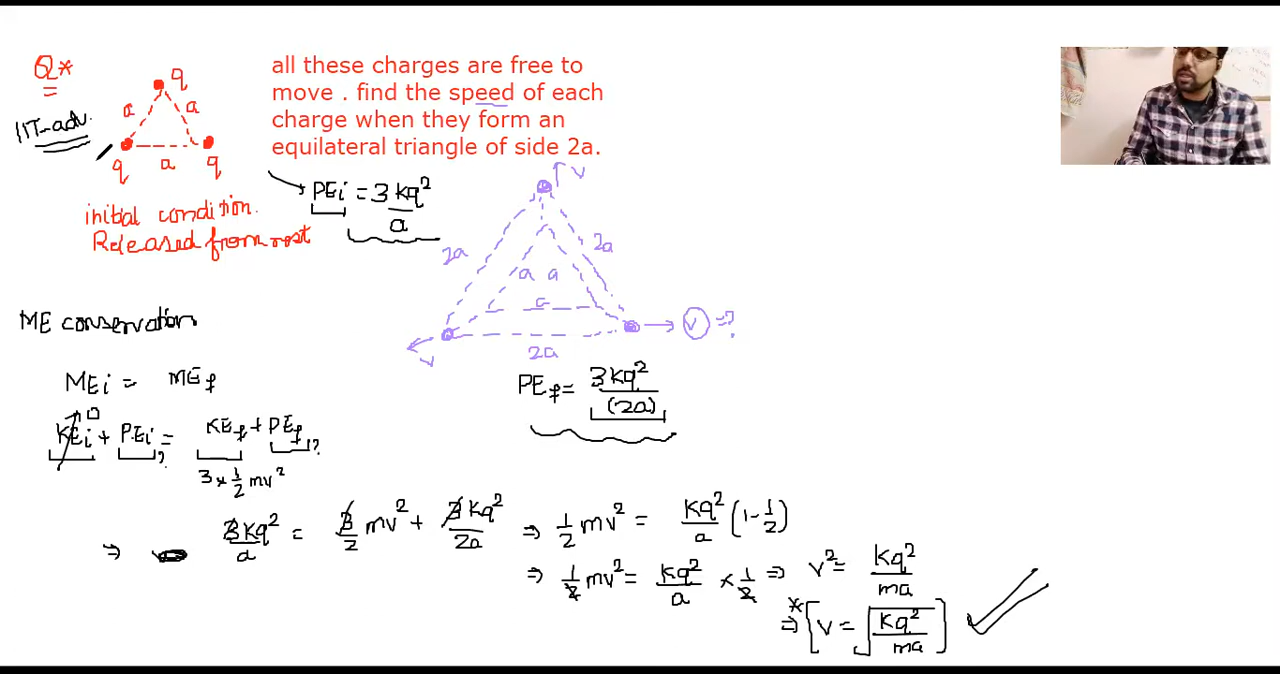 Q*
IIT-adv.
q
a
a
q
a
q
initial condition.
Released from rest
all these charges are free to
move . find the speed of each
charge when they form an
equilateral triangle of side 2a.
PEi = 3Kq²/a
v
2a
2a
a a
a
v
2a
v =?
PEf = 3Kq²/(2a)
ME conservation
MEi = MEf
KEi 0 + PEi ? = KEf + PEf ?
3 × 1/2 mv²
⇒ 3Kq²/a = 3/2 mv² + 3Kq²/2a ⇒ 1/2 mv² = Kq²/a (1-1/2)
⇒ 1/2 mv² = Kq²/a × 1/2 ⇒ v² = Kq²/ma
* ⇒ [v = √Kq²/ma]